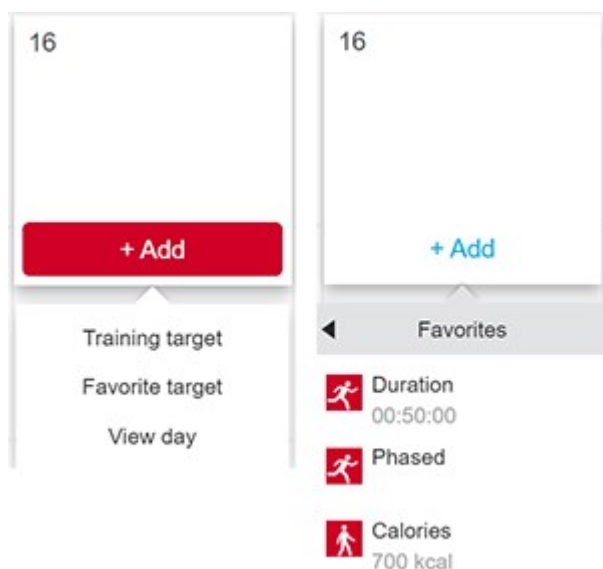 16
+ Add
Training target
Favorite target
View day
16
+ Add
Favorites
Duration
00:50:00
Phased
Calories
700 kcal